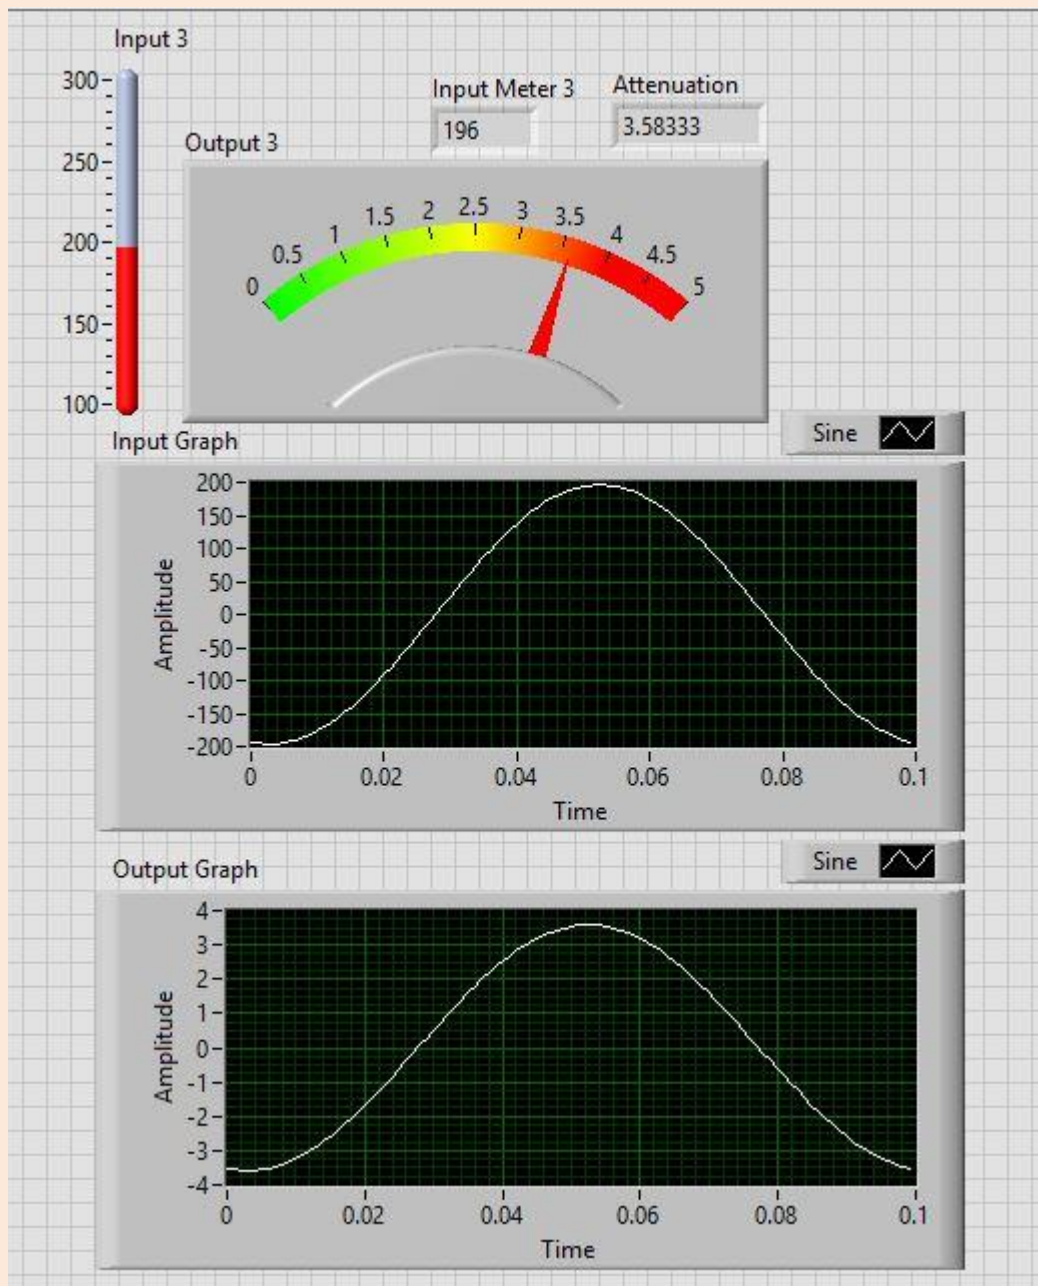 Input 3
300
250
200
150
100
Input Meter 3
196
Attenuation
3.58333
Output 3
0 0.5 1 1.5 2 2.5 3 3.5 4 4.5 5
Input Graph
Sine
Amplitude
200
150
100
50
0
-50
-100
-150
-200
0 0.02 0.04 0.06 0.08 0.1
Time
Output Graph
Sine
Amplitude
4
3
2
1
0
-1
-2
-3
-4
0 0.02 0.04 0.06 0.08 0.1
Time